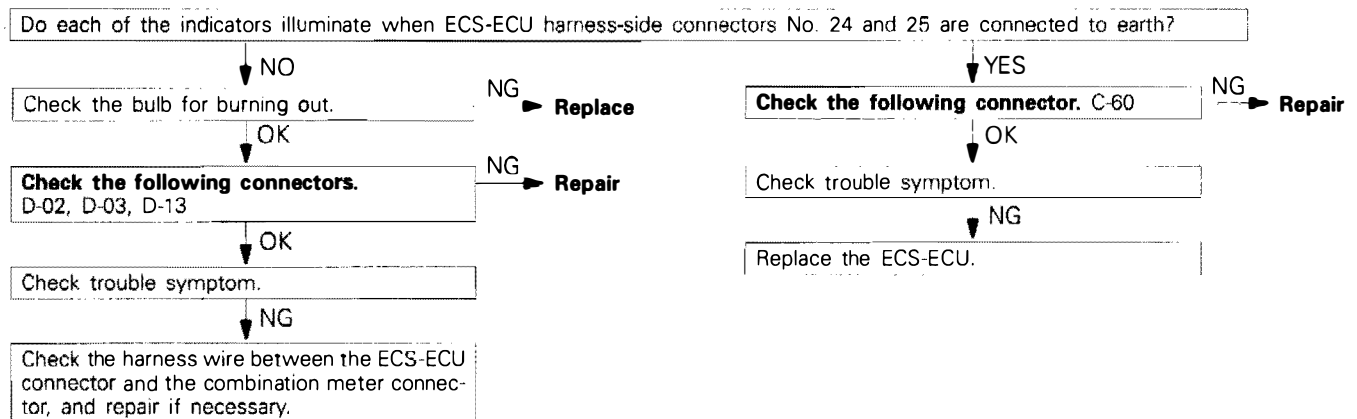 Do each of the indicators illuminate when ECS-ECU harness-side connectors No. 24 and 25 are connected to earth?
NO
Check the bulb for burning out.
NG
Replace
OK
Check the following connectors.
D-02, D-03, D-13
NG
Repair
OK
Check trouble symptom.
NG
Check the harness wire between the ECS-ECU
connector and the combination meter connec-
tor, and repair if necessary.
YES
Check the following connector. C-60
NG
Repair
OK
Check trouble symptom.
NG
Replace the ECS-ECU.